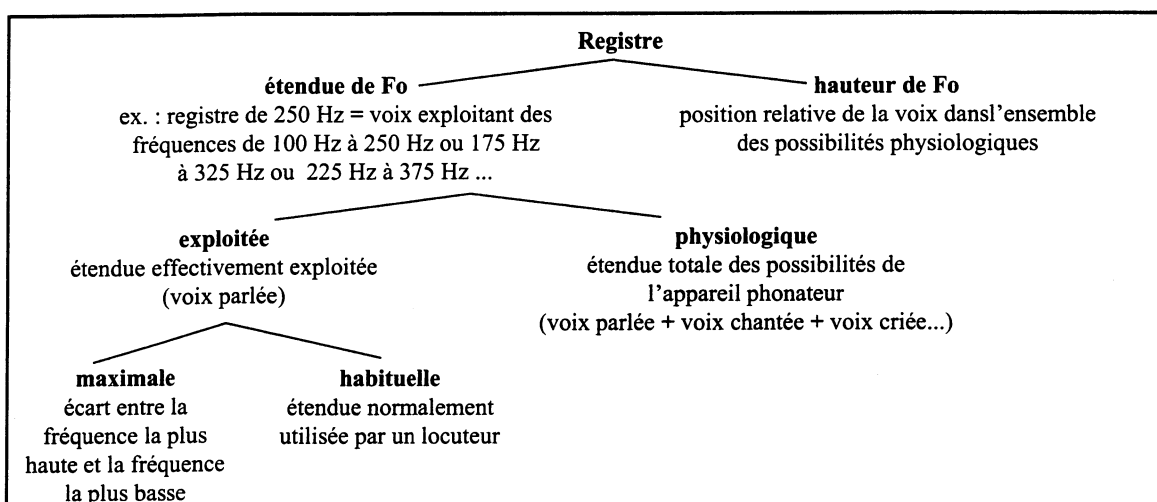 Registre
étendue de Fo
ex. : registre de 250 Hz = voix exploitant des
fréquences de 100 Hz à 250 Hz ou 175 Hz
à 325 Hz ou 225 Hz à 375 Hz ...
hauteur de Fo
position relative de la voix dansl'ensemble
des possibilités physiologiques
exploitée
étendue effectivement exploitée
(voix parlée)
physiologique
étendue totale des possibilités de
l'appareil phonateur
(voix parlée + voix chantée + voix criée...)
maximale
écart entre la
fréquence la plus
haute et la fréquence
la plus basse
habituelle
étendue normalement
utilisée par un locuteur